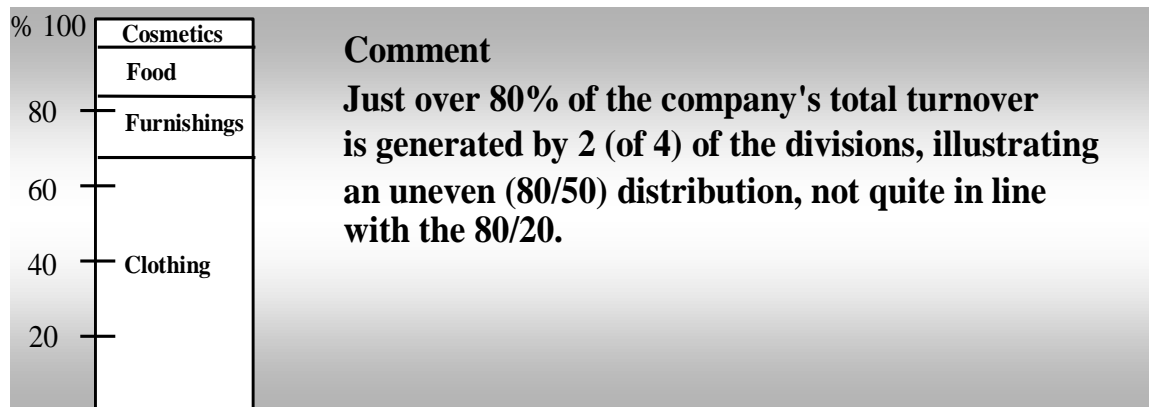 % 100
Cosmetics
Food
80
Furnishings
60
40
Clothing
20
Comment
Just over 80% of the company's total turnover
is generated by 2 (of 4) of the divisions, illustrating
an uneven (80/50) distribution, not quite in line
with the 80/20.